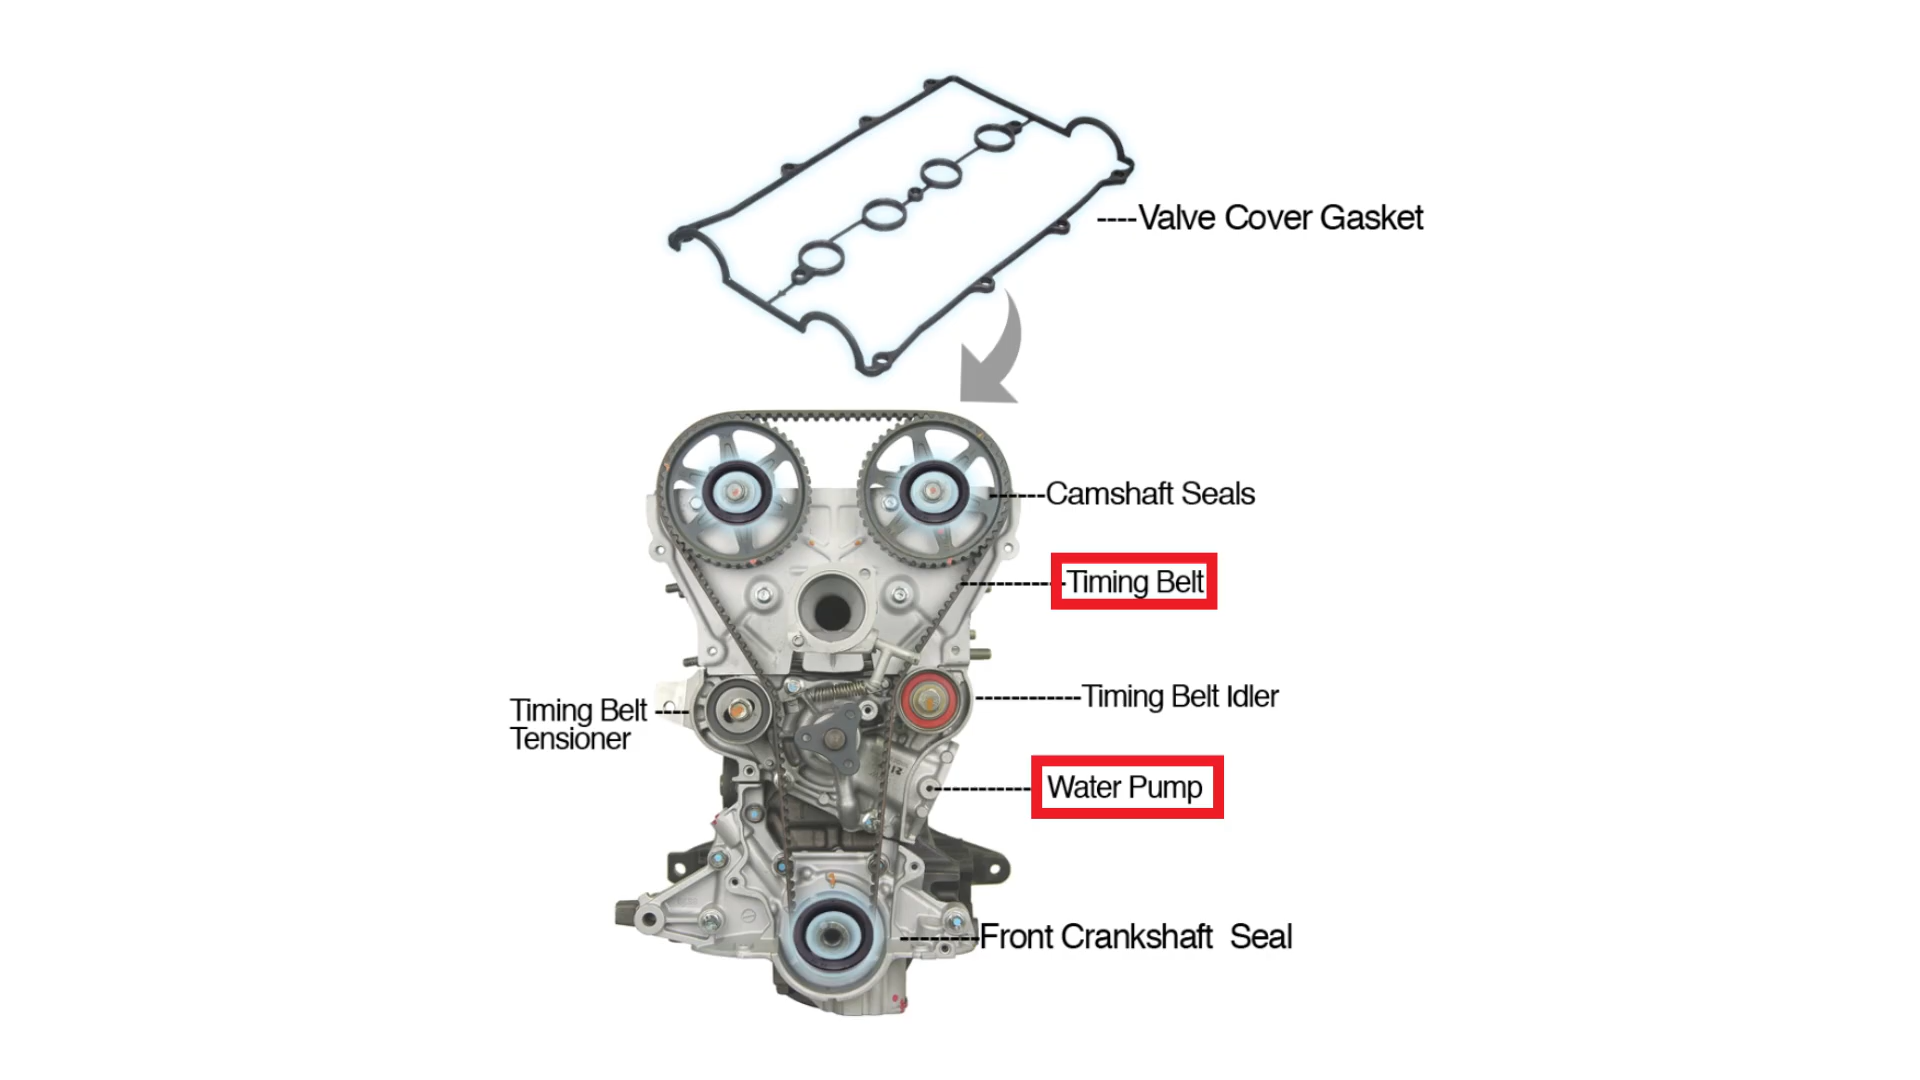 Valve Cover Gasket
Camshaft Seals
Timing Belt
Timing Belt Idler
Timing Belt
Tensioner
Water Pump
Front Crankshaft Seal